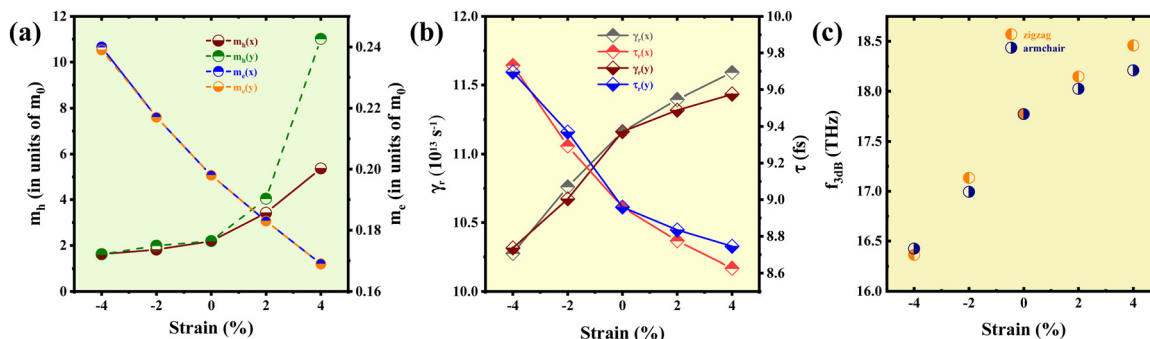 (a)
m_h(x)
m_h(y)
m_e(x)
m_e(y)
m_h (in units of m_0)
12
10
8
6
4
2
0
-4 -2 0 2 4
Strain (%)
0.24
0.22
0.20
0.18
0.16
m_e (in units of m_0)
(b)
γ_r(x)
τ_r(x)
γ_r(y)
τ_r(y)
γ_r (10^13 s^-1)
12.0
11.5
11.0
10.5
10.0
-4 -2 0 2 4
Strain (%)
10.0
9.8
9.6
9.4
9.2
9.0
8.8
8.6
τ (fs)
(c)
zigzag
armchair
f_3dB (THz)
18.5
18.0
17.5
17.0
16.5
16.0
-4 -2 0 2 4
Strain (%)